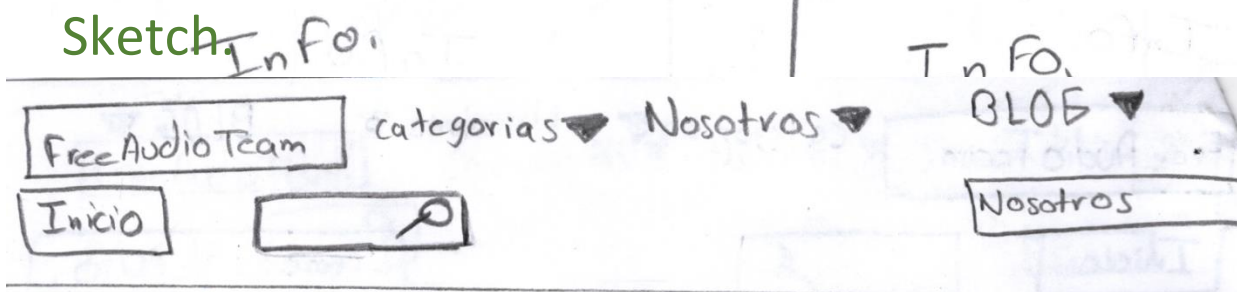 Sketch.
Info.
Info.
FreeAudioTeam
categorias
Nosotros
BLOG
Inicio
Nosotros